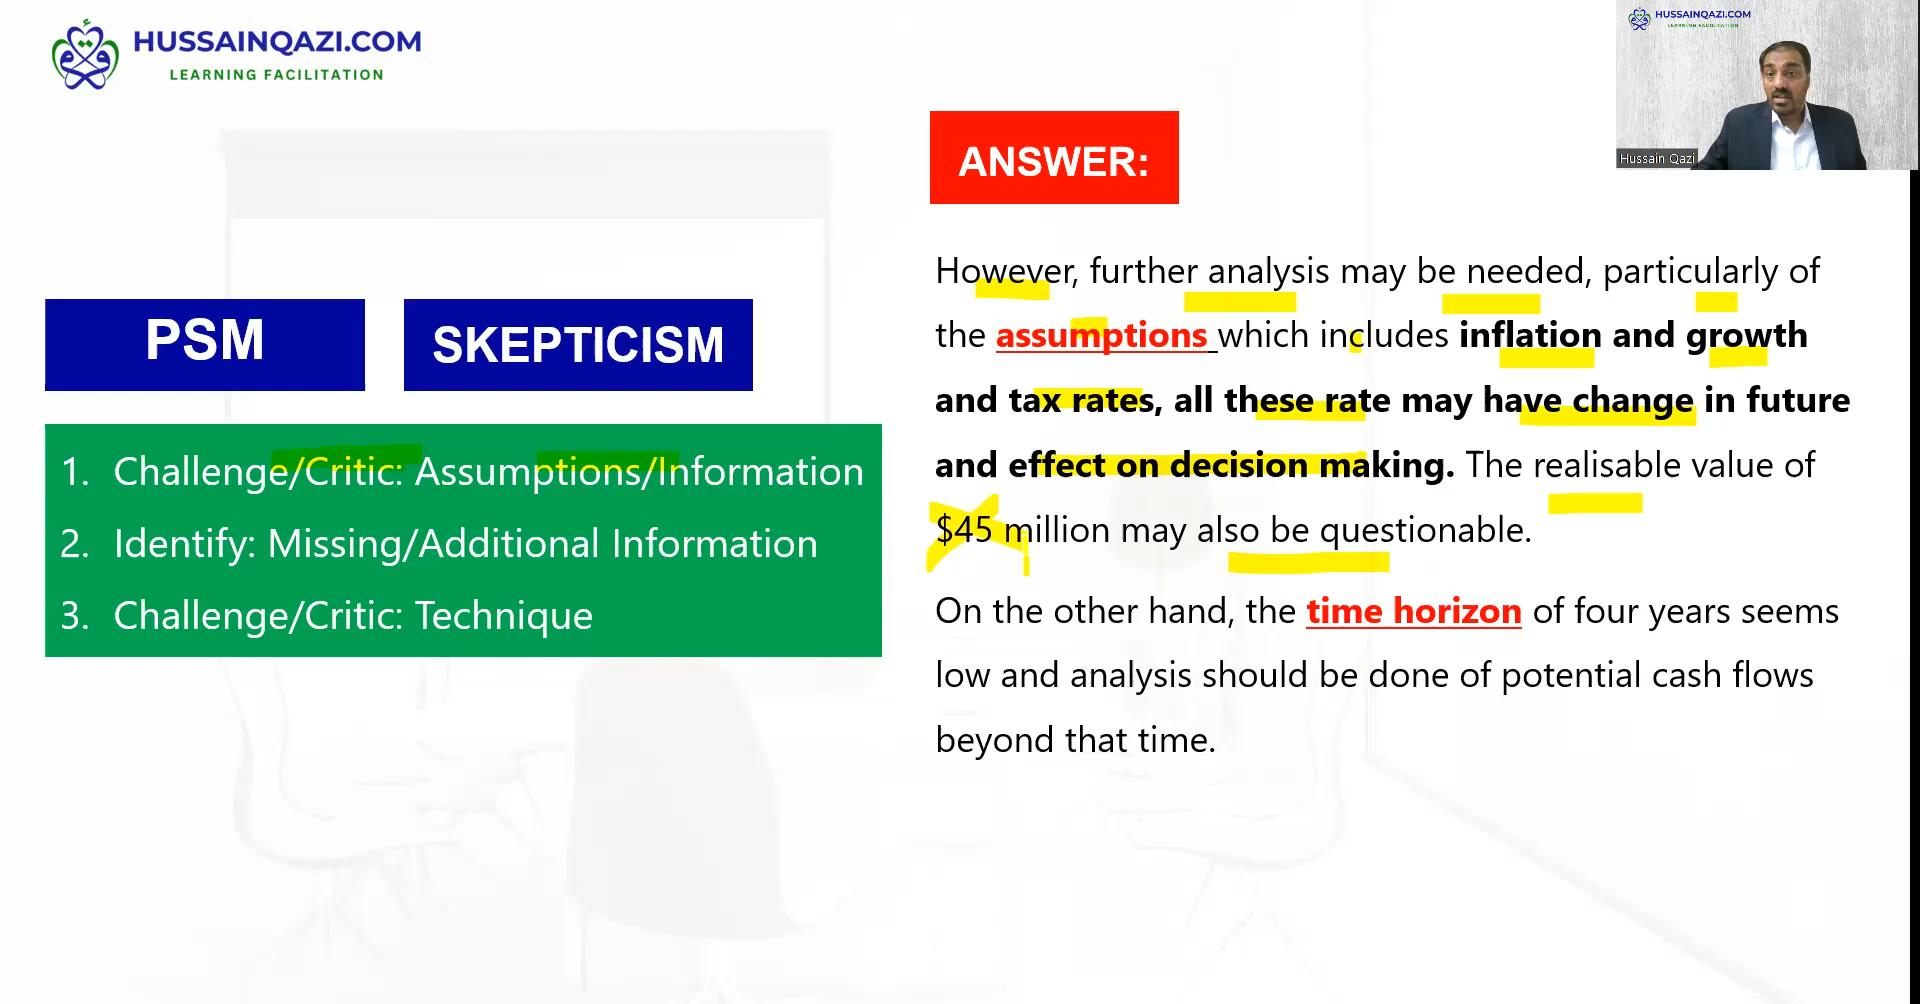 HUSSAINQAZI.COM
LEARNING FACILITATION
HUSSAINQAZI.COM
LEARNING FACILITATION
Hussain Qazi
PSM
SKEPTICISM
1. Challenge/Critic: Assumptions/Information
2. Identify: Missing/Additional Information
3. Challenge/Critic: Technique
ANSWER:
However, further analysis may be needed, particularly of
the assumptions which includes inflation and growth
and tax rates, all these rate may have change in future
and effect on decision making. The realisable value of
$45 million may also be questionable.
On the other hand, the time horizon of four years seems
low and analysis should be done of potential cash flows
beyond that time.